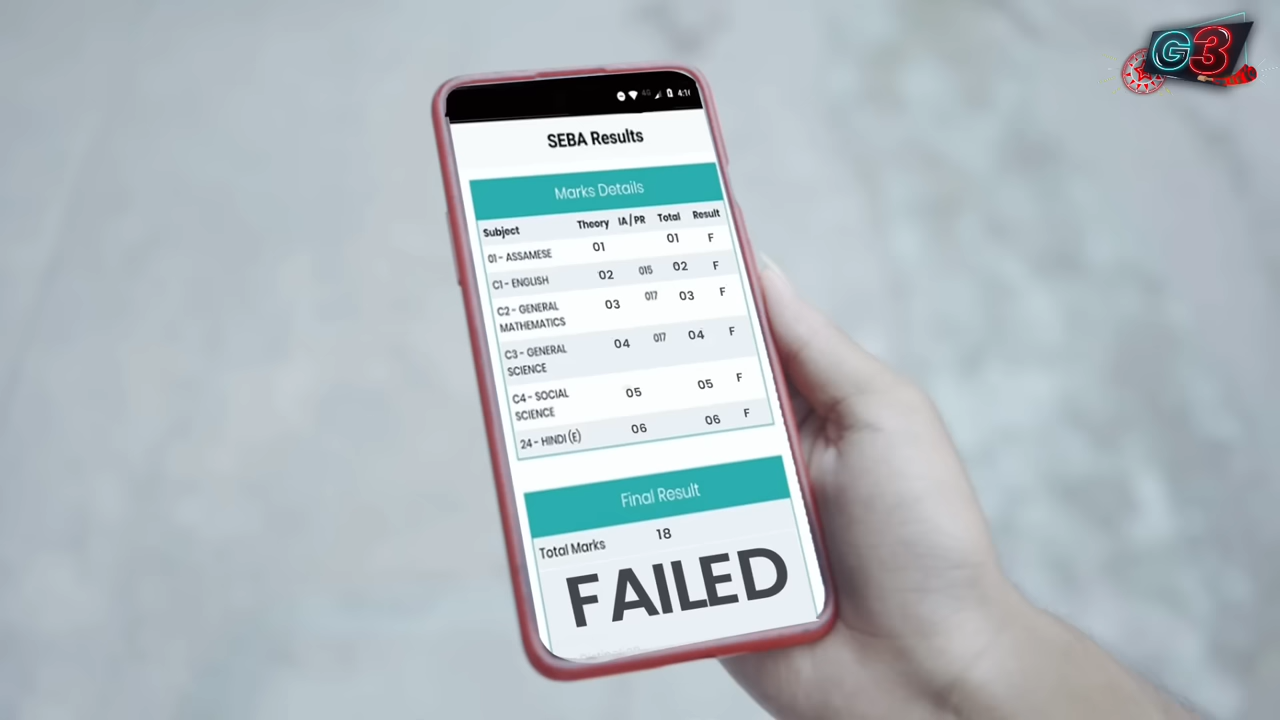 G3
4:1
SEBA Results
Marks Details
Subject Theory IA / PR Total Result
01 - ASSAMESE 01 01 F
C1 - ENGLISH 02 015 02 F
C2 - GENERAL MATHEMATICS 03 017 03 F
C3 - GENERAL SCIENCE 04 017 04 F
C4 - SOCIAL SCIENCE 05 05 F
24 - HINDI (E) 06 06 F
Final Result
Total Marks 18
FAILED